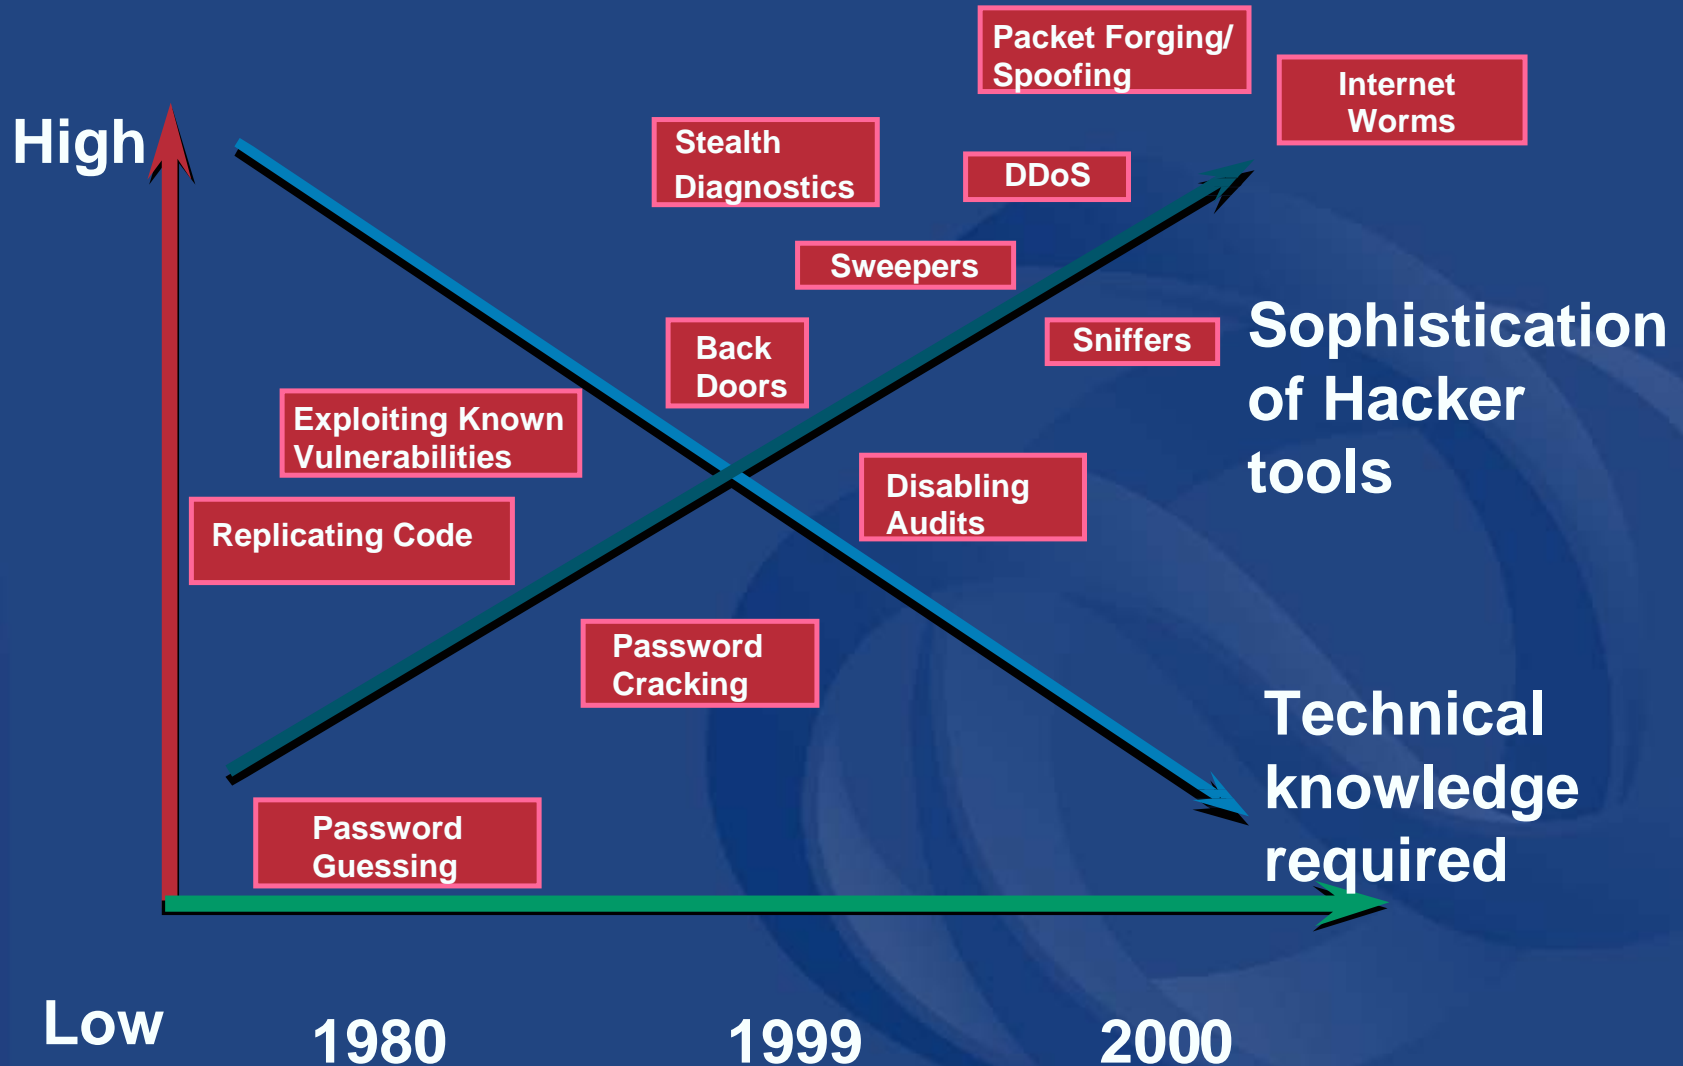 Packet Forging/
Spoofing
Internet
Worms
High
Stealth
Diagnostics
DDoS
Sweepers
Sophistication
of Hacker
tools
Back
Doors
Sniffers
Exploiting Known
Vulnerabilities
Disabling
Audits
Replicating Code
Password
Cracking
Technical
knowledge
required
Password
Guessing
Low
1980
1999
2000